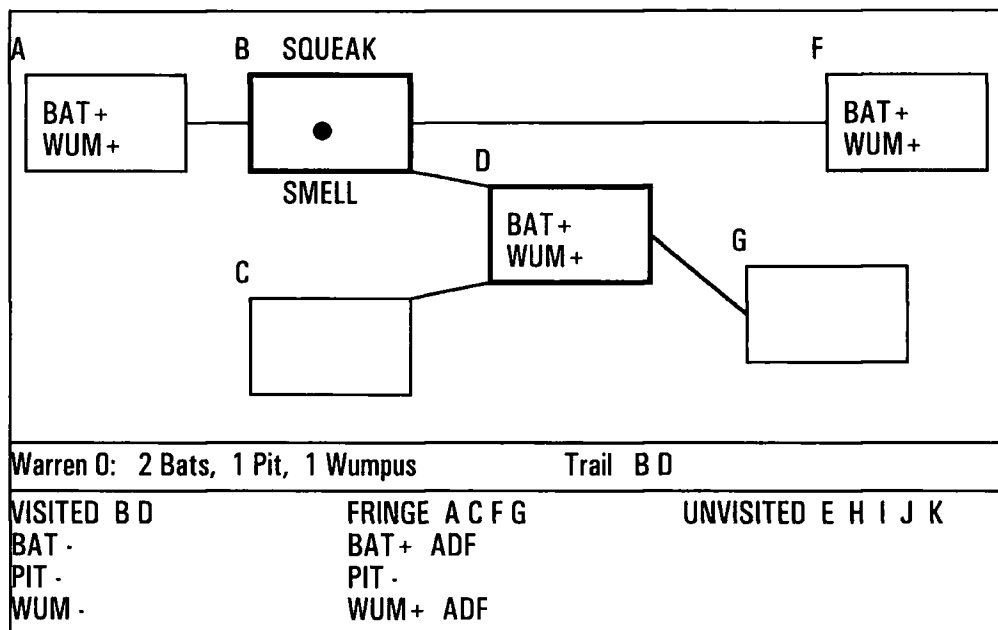 A B SQUEAK F
BAT+ BAT+
WUM+ WUM+
SMELL D
BAT+
WUM+
G
C
Warren 0: 2 Bats, 1 Pit, 1 Wumpus Trail B D
VISITED B D FRINGE A C F G UNVISITED E H I J K
BAT - BAT+ ADF
PIT - PIT -
WUM - WUM+ ADF